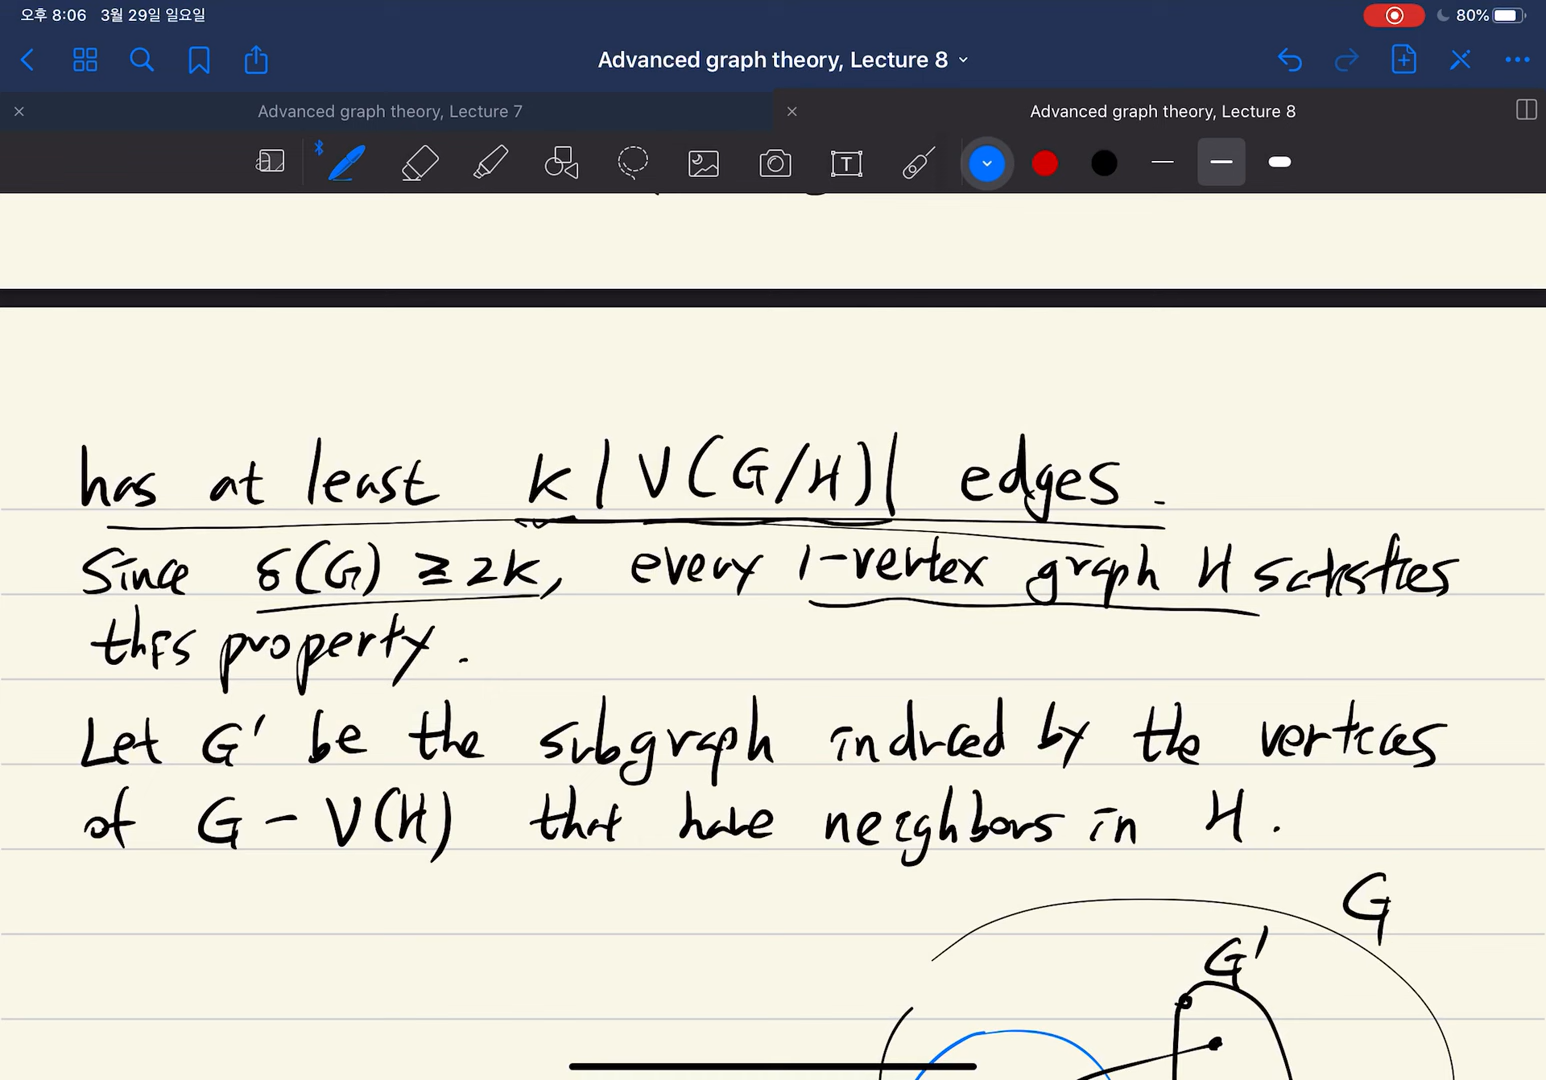 오후 8:06 3월 29일 일요일
80%
Advanced graph theory, Lecture 8
Advanced graph theory, Lecture 7
Advanced graph theory, Lecture 8
has at least k|V(G/H)| edges.
Since δ(G) ≥ 2k, every 1-vertex graph H satisfies
this property.
Let G' be the subgraph induced by the vertices
of G - V(H) that have neighbors in H.
G
G'